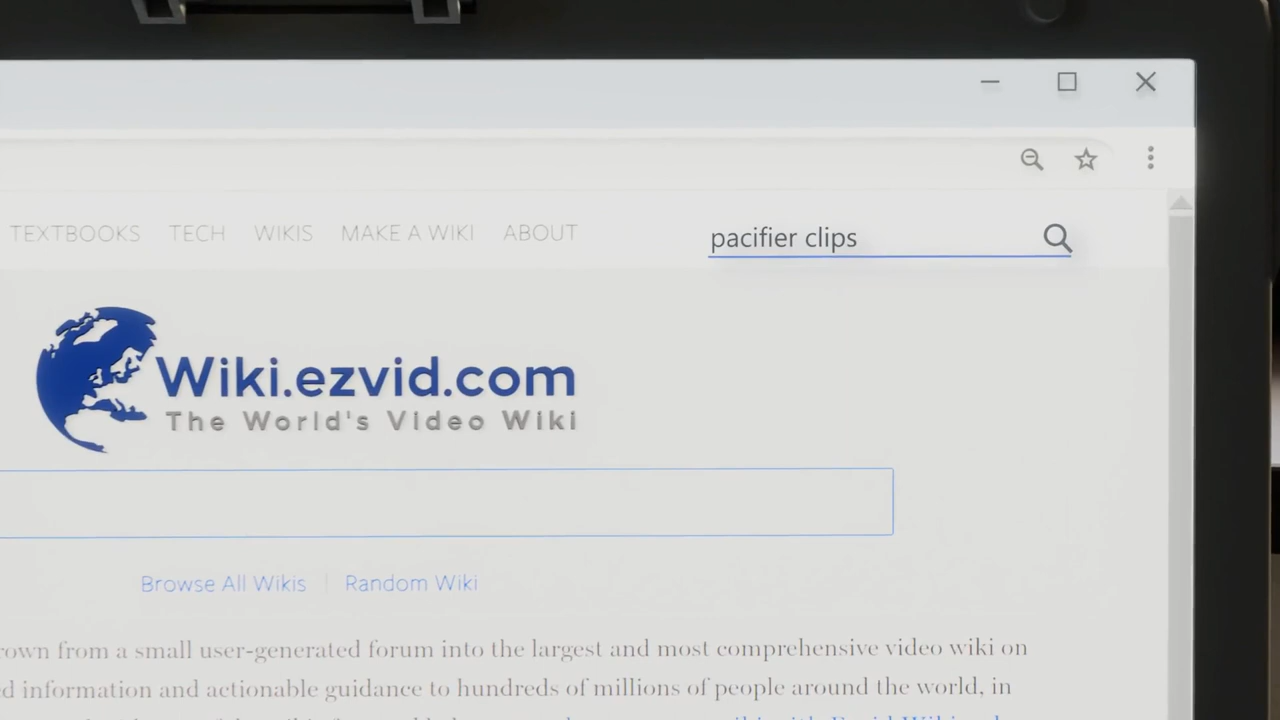 TEXTBOOKS TECH WIKIS MAKE A WIKI ABOUT
pacifier clips
Wiki.ezvid.com
The World's Video Wiki
Browse All Wikis | Random Wiki
from a small user-generated forum into the largest and most comprehensive video wiki on
information and actionable guidance to hundreds of millions of people around the world, in